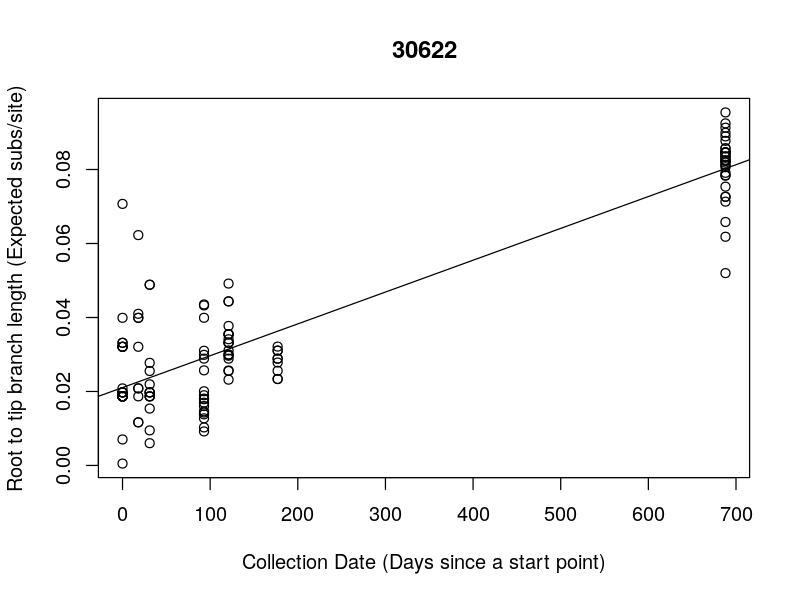 30622
Root to tip branch length (Expected subs/site)
0.08
0.06
0.04
0.02
0.00
0 100 200 300 400 500 600 700
Collection Date (Days since a start point)